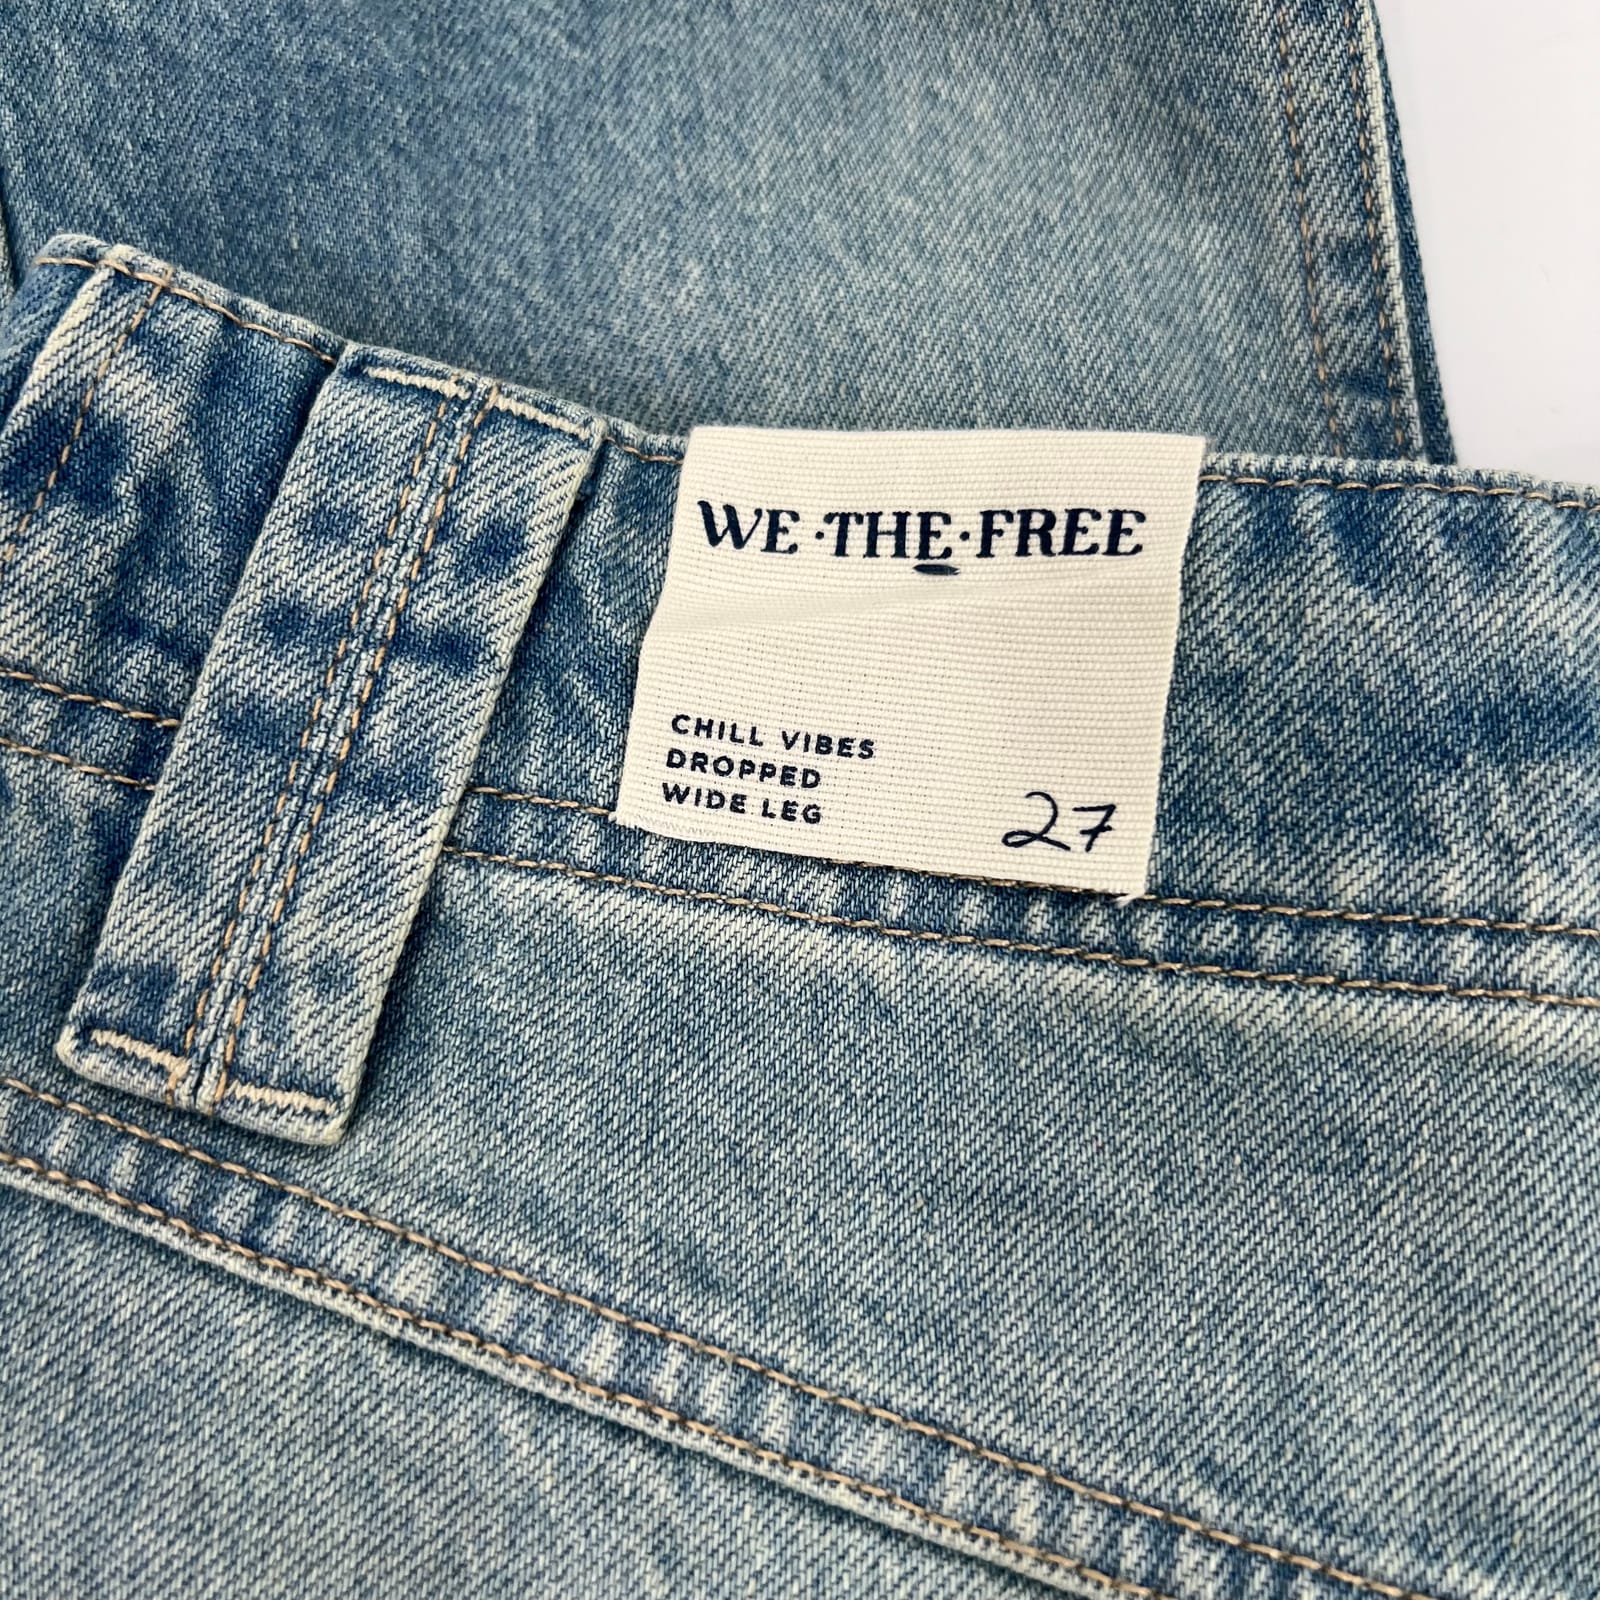 WE·THE·FREE
CHILL VIBES
DROPPED
WIDE LEG
27